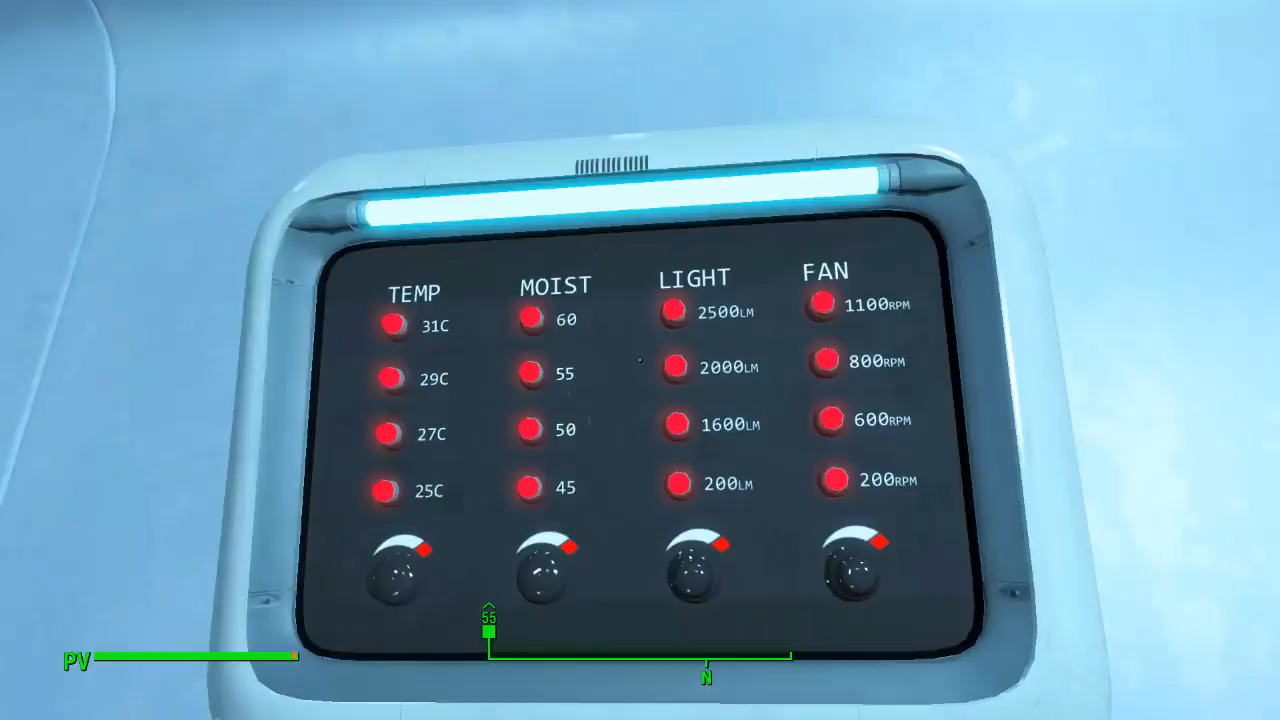 TEMP MOIST LIGHT FAN
31C 60 2500LM 1100RPM
29C 55 2000LM 800RPM
27C 50 1600LM 600RPM
25C 45 200LM 200RPM
55
PV
N